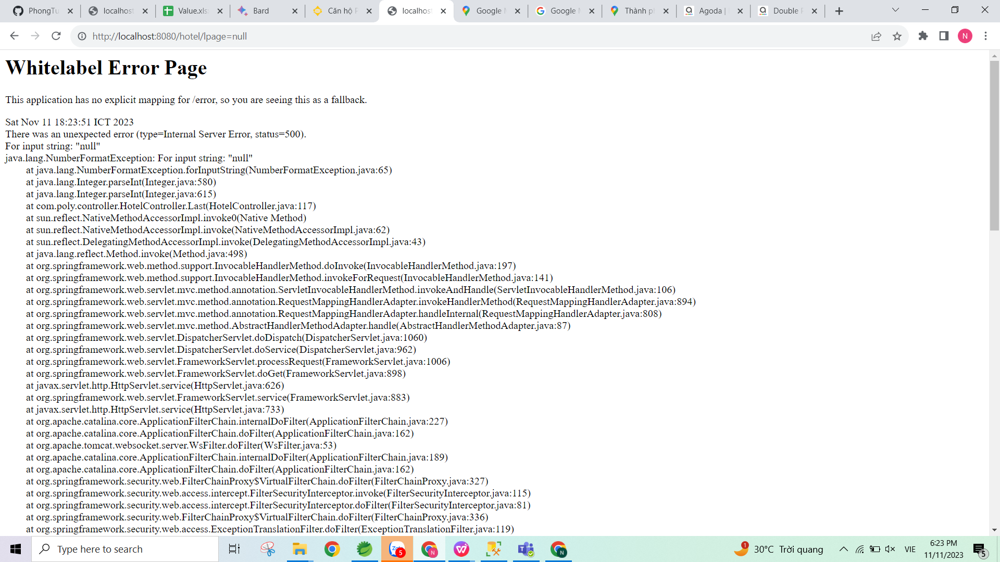 PhongTu
localhost
Value.xls
Bard
Căn hộ P
localhost
Google M
Google M
Thành ph
Agoda |
Double R
http://localhost:8080/hotel/lpage=null
N
Whitelabel Error Page
This application has no explicit mapping for /error, so you are seeing this as a fallback.
Sat Nov 11 18:23:51 ICT 2023
There was an unexpected error (type=Internal Server Error, status=500).
For input string: "null"
java.lang.NumberFormatException: For input string: "null"
at java.lang.NumberFormatException.forInputString(NumberFormatException.java:65)
at java.lang.Integer.parseInt(Integer.java:580)
at java.lang.Integer.parseInt(Integer.java:615)
at com.poly.controller.HotelController.Last(HotelController.java:117)
at sun.reflect.NativeMethodAccessorImpl.invoke0(Native Method)
at sun.reflect.NativeMethodAccessorImpl.invoke(NativeMethodAccessorImpl.java:62)
at sun.reflect.DelegatingMethodAccessorImpl.invoke(DelegatingMethodAccessorImpl.java:43)
at java.lang.reflect.Method.invoke(Method.java:498)
at org.springframework.web.method.support.InvocableHandlerMethod.doInvoke(InvocableHandlerMethod.java:197)
at org.springframework.web.method.support.InvocableHandlerMethod.invokeForRequest(InvocableHandlerMethod.java:141)
at org.springframework.web.servlet.mvc.method.annotation.ServletInvocableHandlerMethod.invokeAndHandle(ServletInvocableHandlerMethod.java:106)
at org.springframework.web.servlet.mvc.method.annotation.RequestMappingHandlerAdapter.invokeHandlerMethod(RequestMappingHandlerAdapter.java:894)
at org.springframework.web.servlet.mvc.method.annotation.RequestMappingHandlerAdapter.handleInternal(RequestMappingHandlerAdapter.java:808)
at org.springframework.web.servlet.mvc.method.AbstractHandlerMethodAdapter.handle(AbstractHandlerMethodAdapter.java:87)
at org.springframework.web.servlet.DispatcherServlet.doDispatch(DispatcherServlet.java:1060)
at org.springframework.web.servlet.DispatcherServlet.doService(DispatcherServlet.java:962)
at org.springframework.web.servlet.FrameworkServlet.processRequest(FrameworkServlet.java:1006)
at org.springframework.web.servlet.FrameworkServlet.doGet(FrameworkServlet.java:898)
at javax.servlet.http.HttpServlet.service(HttpServlet.java:626)
at org.springframework.web.servlet.FrameworkServlet.service(FrameworkServlet.java:883)
at javax.servlet.http.HttpServlet.service(HttpServlet.java:733)
at org.apache.catalina.core.ApplicationFilterChain.internalDoFilter(ApplicationFilterChain.java:227)
at org.apache.catalina.core.ApplicationFilterChain.doFilter(ApplicationFilterChain.java:162)
at org.apache.tomcat.websocket.server.WsFilter.doFilter(WsFilter.java:53)
at org.apache.catalina.core.ApplicationFilterChain.internalDoFilter(ApplicationFilterChain.java:189)
at org.apache.catalina.core.ApplicationFilterChain.doFilter(ApplicationFilterChain.java:162)
at org.springframework.security.web.FilterChainProxy$VirtualFilterChain.doFilter(FilterChainProxy.java:327)
at org.springframework.security.web.access.intercept.FilterSecurityInterceptor.invoke(FilterSecurityInterceptor.java:115)
at org.springframework.security.web.access.intercept.FilterSecurityInterceptor.doFilter(FilterSecurityInterceptor.java:81)
at org.springframework.security.web.FilterChainProxy$VirtualFilterChain.doFilter(FilterChainProxy.java:336)
at org.springframework.security.web.access.ExceptionTranslationFilter.doFilter(ExceptionTranslationFilter.java:119)
Type here to search
5
N
N
1
30°C Trời quang
VIE
6:23 PM
11/11/2023
5